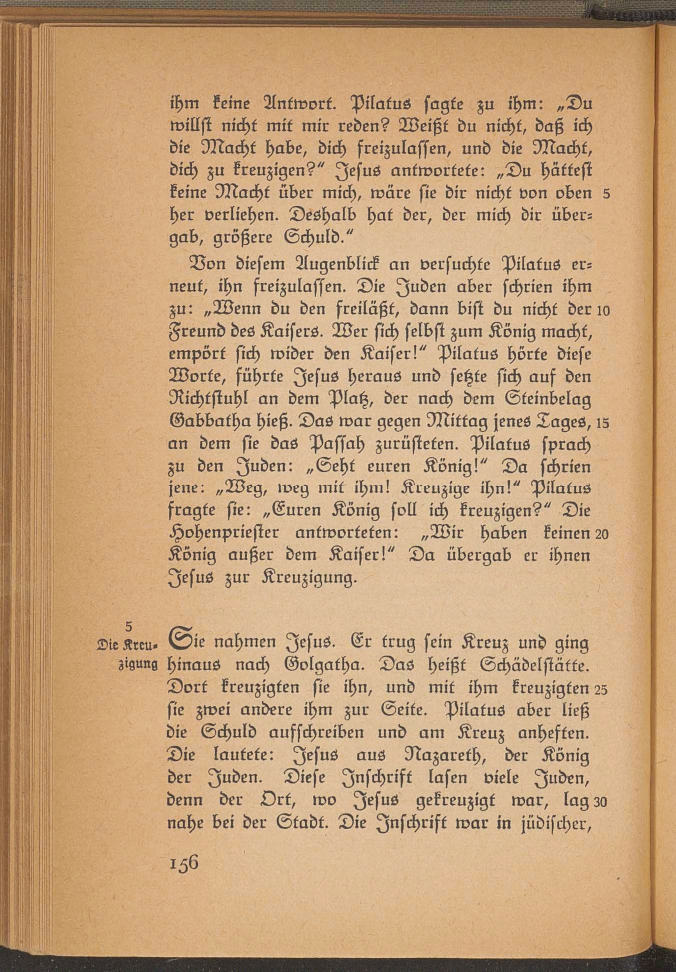 ihm keine Antwort. Pilatus sagte zu ihm: „Du
willst nicht mit mir reden? Weißt du nicht, daß ich
die Macht habe, dich freizulassen, und die Macht,
dich zu kreuzigen?“ Jesus antwortete: „Du hättest
keine Macht über mich, wäre sie dir nicht von oben 5
her verliehen. Deshalb hat der, der mich dir über-
gab, größere Schuld.“
Von diesem Augenblick an versuchte Pilatus er-
neut, ihn freizulassen. Die Juden aber schrien ihm
zu: „Wenn du den freiläßt, dann bist du nicht der 10
Freund des Kaisers. Wer sich selbst zum König macht,
empört sich wider den Kaiser!“ Pilatus hörte diese
Worte, führte Jesus heraus und setzte sich auf den
Richtstuhl an dem Platz, der nach dem Steinbelag
Gabbatha hieß. Das war gegen Mittag jenes Tages, 15
an dem sie das Passah zurüsteten. Pilatus sprach
zu den Juden: „Seht euren König!“ Da schrien
jene: „Weg, weg mit ihm! Kreuzige ihn!“ Pilatus
fragte sie: „Euren König soll ich kreuzigen?“ Die
Hohenpriester antworteten: „Wir haben keinen 20
König außer dem Kaiser!“ Da übergab er ihnen
Jesus zur Kreuzigung.
5
Die Kreu-
zigung
Sie nahmen Jesus. Er trug sein Kreuz und ging
hinaus nach Golgatha. Das heißt Schädelstätte.
Dort kreuzigten sie ihn, und mit ihm kreuzigten 25
sie zwei andere ihm zur Seite. Pilatus aber ließ
die Schuld aufschreiben und am Kreuz anheften.
Die lautete: Jesus aus Nazareth, der König
der Juden. Diese Inschrift lasen viele Juden,
denn der Ort, wo Jesus gekreuzigt war, lag 30
nahe bei der Stadt. Die Inschrift war in jüdischer,
156